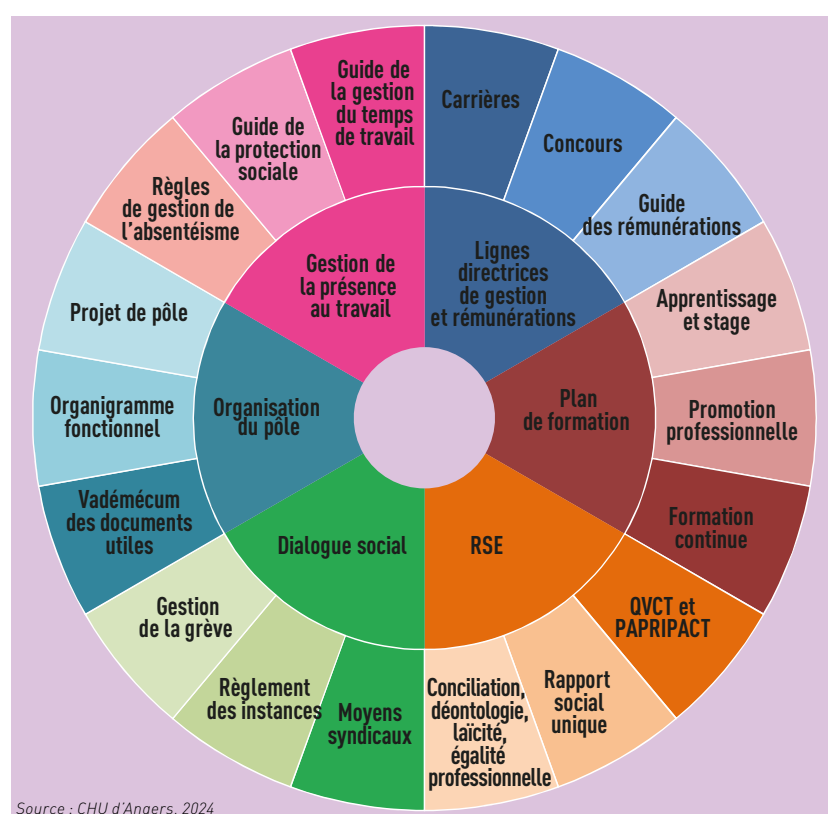 Guide de
la gestion
du temps
de travail
Carrières
Concours
Guide
des rémunérations
Apprentissage
et stage
Promotion
professionnelle
Formation
continue
QVCT et
PAPRIPACT
Rapport
social
unique
Conciliation,
déontologie,
laïcité,
égalité
professionnelle
Moyens
syndicaux
Règlement
des instances
Gestion
de la grève
Vadémécum
des documents
utiles
Organigramme
fonctionnel
Projet de pôle
Règles
de gestion de
l'absentéisme
Guide de
la protection
sociale
Gestion de
la présence
au travail
Lignes
directrices
de gestion
et rémunérations
Plan
de formation
RSE
Dialogue social
Organisation
du pôle
Source : CHU d'Angers, 2024